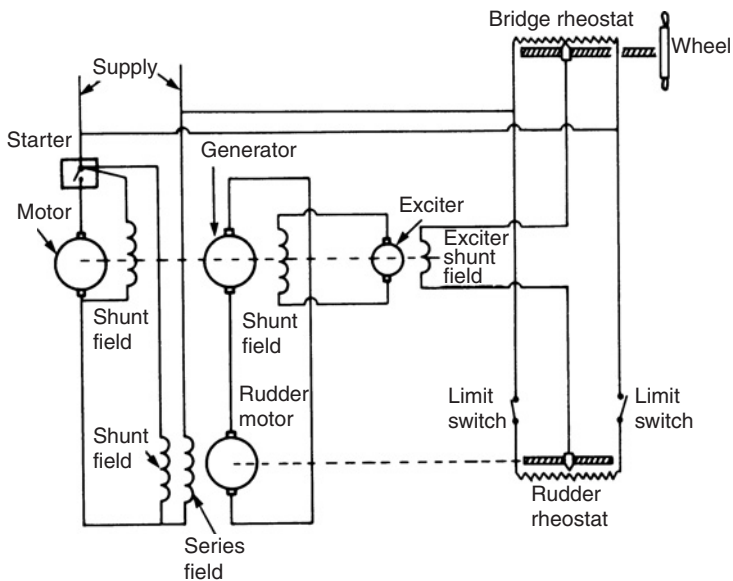 Bridge rheostat
Wheel
Supply
Starter
Generator
Motor
Exciter
Exciter
shunt
field
Shunt
field
Shunt
field
Rudder
motor
Limit
switch
Limit
switch
Shunt
field
Rudder
rheostat
Series
field